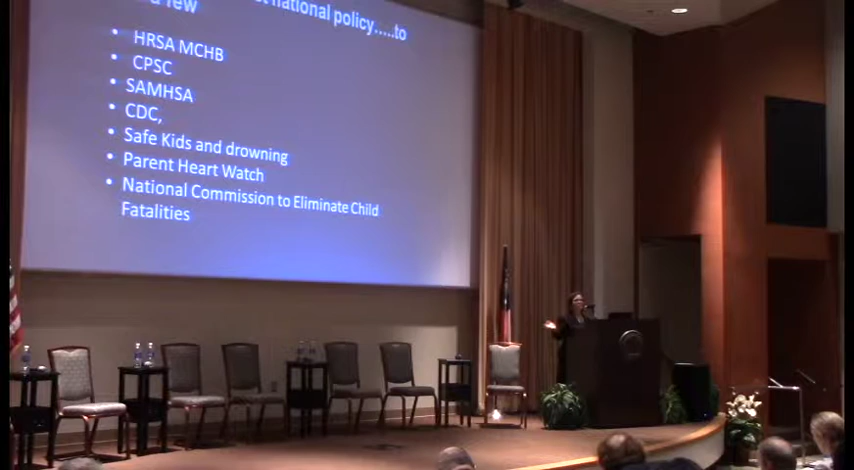 national policy.....to
a few
• HRSA MCHB
• CPSC
• SAMHSA
• CDC,
• Safe Kids and drowning
• Parent Heart Watch
• National Commission to Eliminate Child
Fatalities